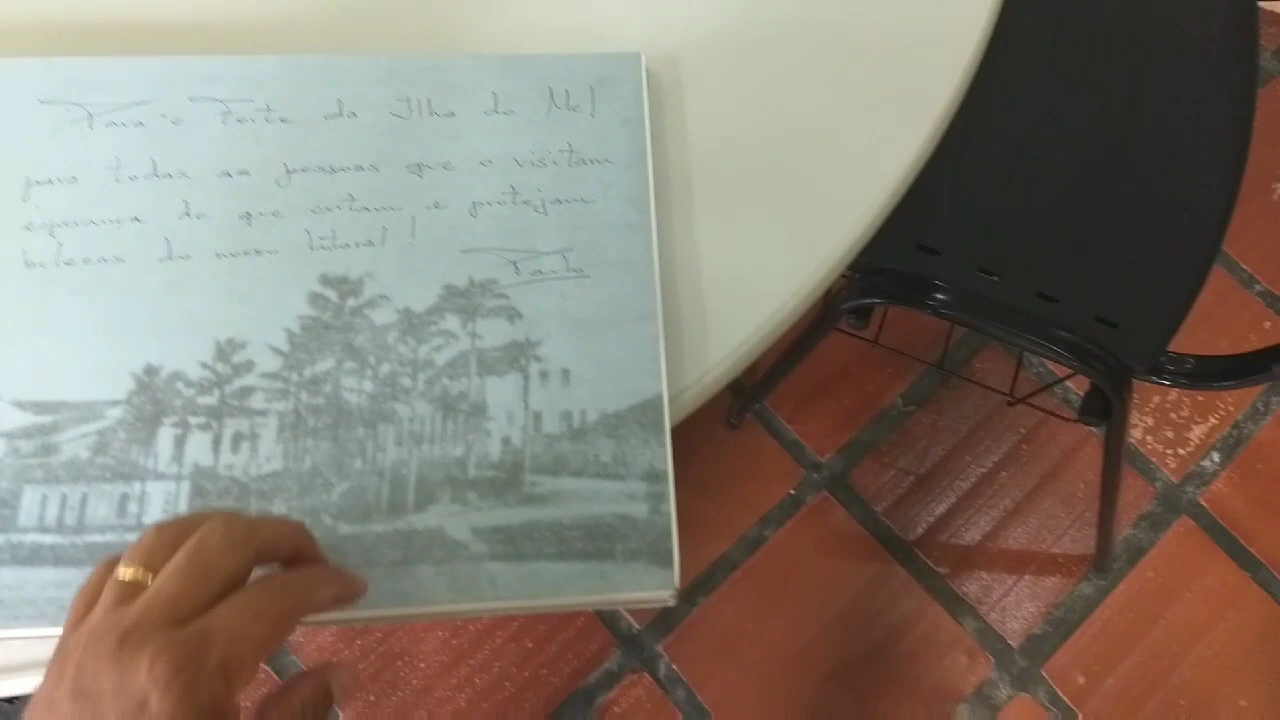 Para o Forte da Ilha do Mel
para todas as pessoas que o visitam
esperança de que curtam e protejam
belezas do nosso litoral!